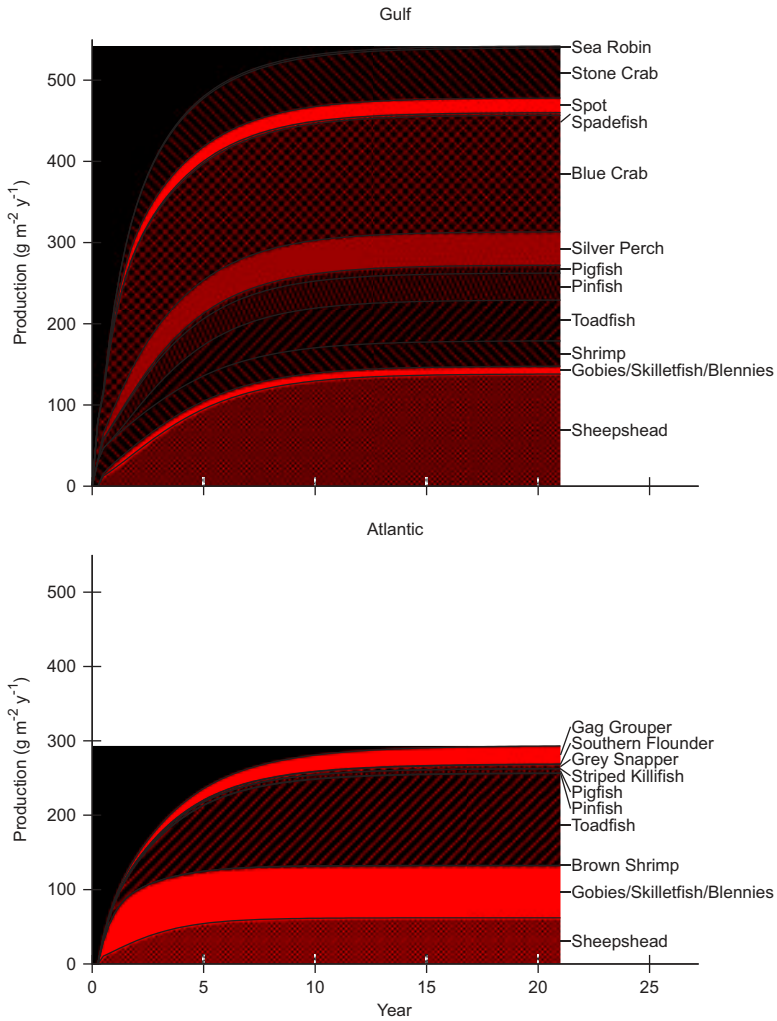 Gulf
Production (g m-2 y-1)
500
400
300
200
100
0
Sea Robin
Stone Crab
Spot
Spadefish
Blue Crab
Silver Perch
Pigfish
Pinfish
Toadfish
Shrimp
Gobies/Skilletfish/Blennies
Sheepshead
Atlantic
Production (g m-2 y-1)
500
400
300
200
100
0
Gag Grouper
Southern Flounder
Grey Snapper
Striped Killifish
Pigfish
Pinfish
Toadfish
Brown Shrimp
Gobies/Skilletfish/Blennies
Sheepshead
0 5 10 15 20 25
Year